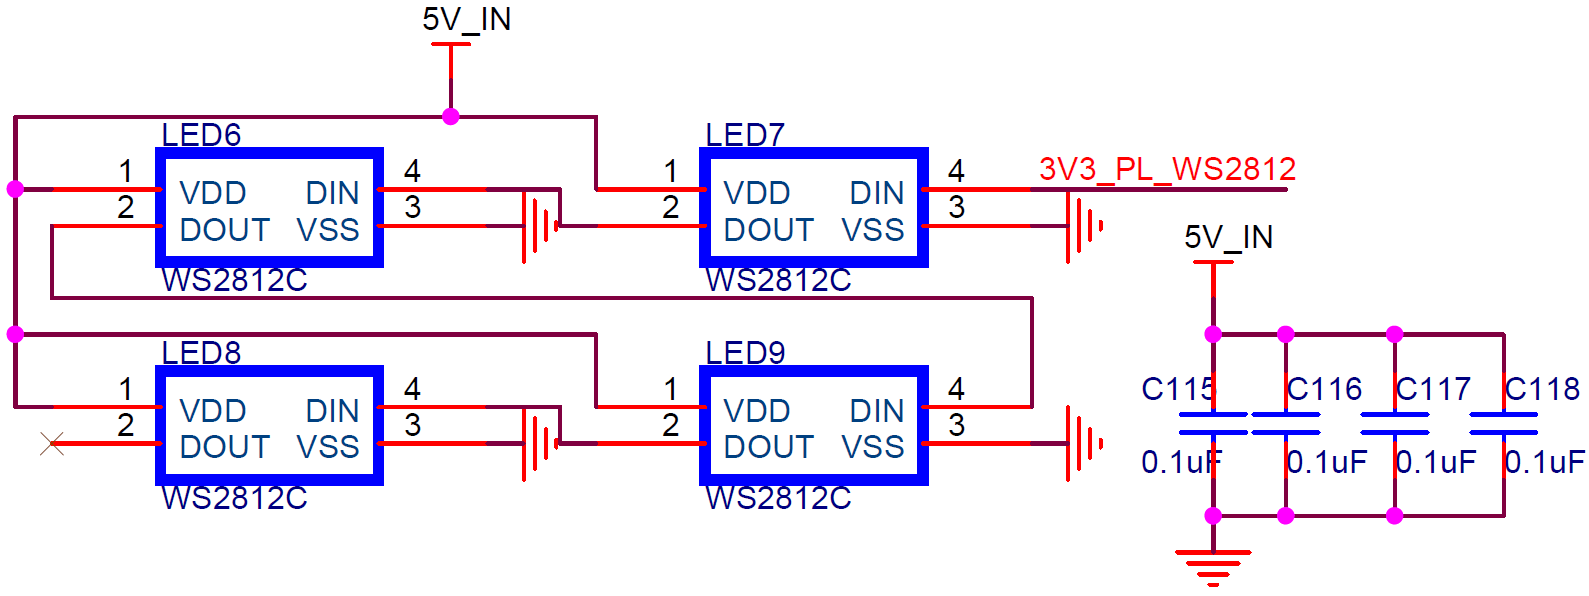 5V_IN
LED6
1 VDD DIN 4
2 DOUT VSS 3
WS2812C
LED7
1 VDD DIN 4
2 DOUT VSS 3
WS2812C
3V3_PL_WS2812
LED8
1 VDD DIN 4
2 DOUT VSS 3
WS2812C
LED9
1 VDD DIN 4
2 DOUT VSS 3
WS2812C
5V_IN
C115 C116 C117 C118
0.1uF 0.1uF 0.1uF 0.1uF